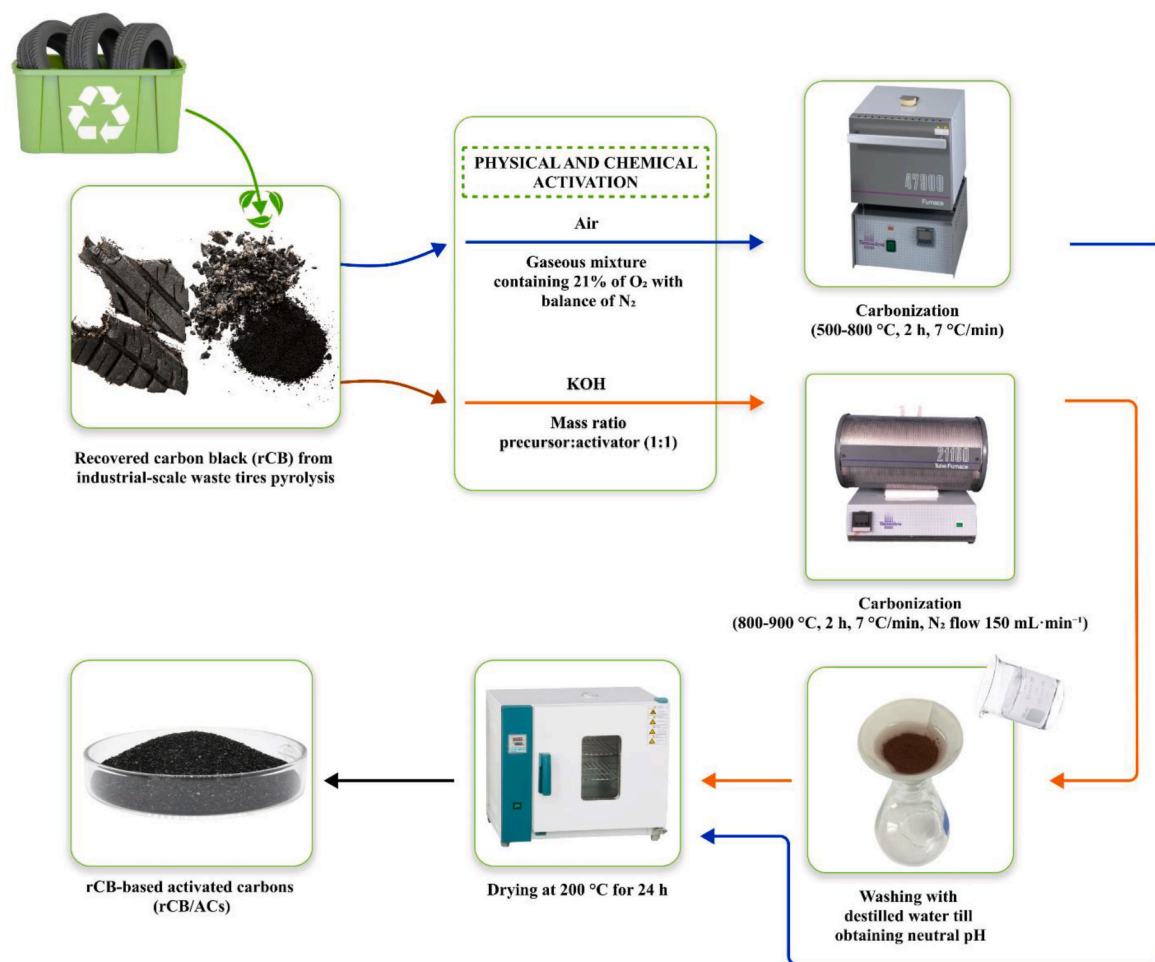 PHYSICAL AND CHEMICAL
ACTIVATION
Air
Gaseous mixture
containing 21% of O₂ with
balance of N₂
47900
Furnace
Carbonization
(500-800 °C, 2 h, 7 °C/min)
Recovered carbon black (rCB) from
industrial-scale waste tires pyrolysis
KOH
Mass ratio
precursor:activator (1:1)
21100
Tube Furnace
Carbonization
(800-900 °C, 2 h, 7 °C/min, N₂ flow 150 mL·min⁻¹)
rCB-based activated carbons
(rCB/ACs)
Drying at 200 °C for 24 h
Washing with
destilled water till
obtaining neutral pH